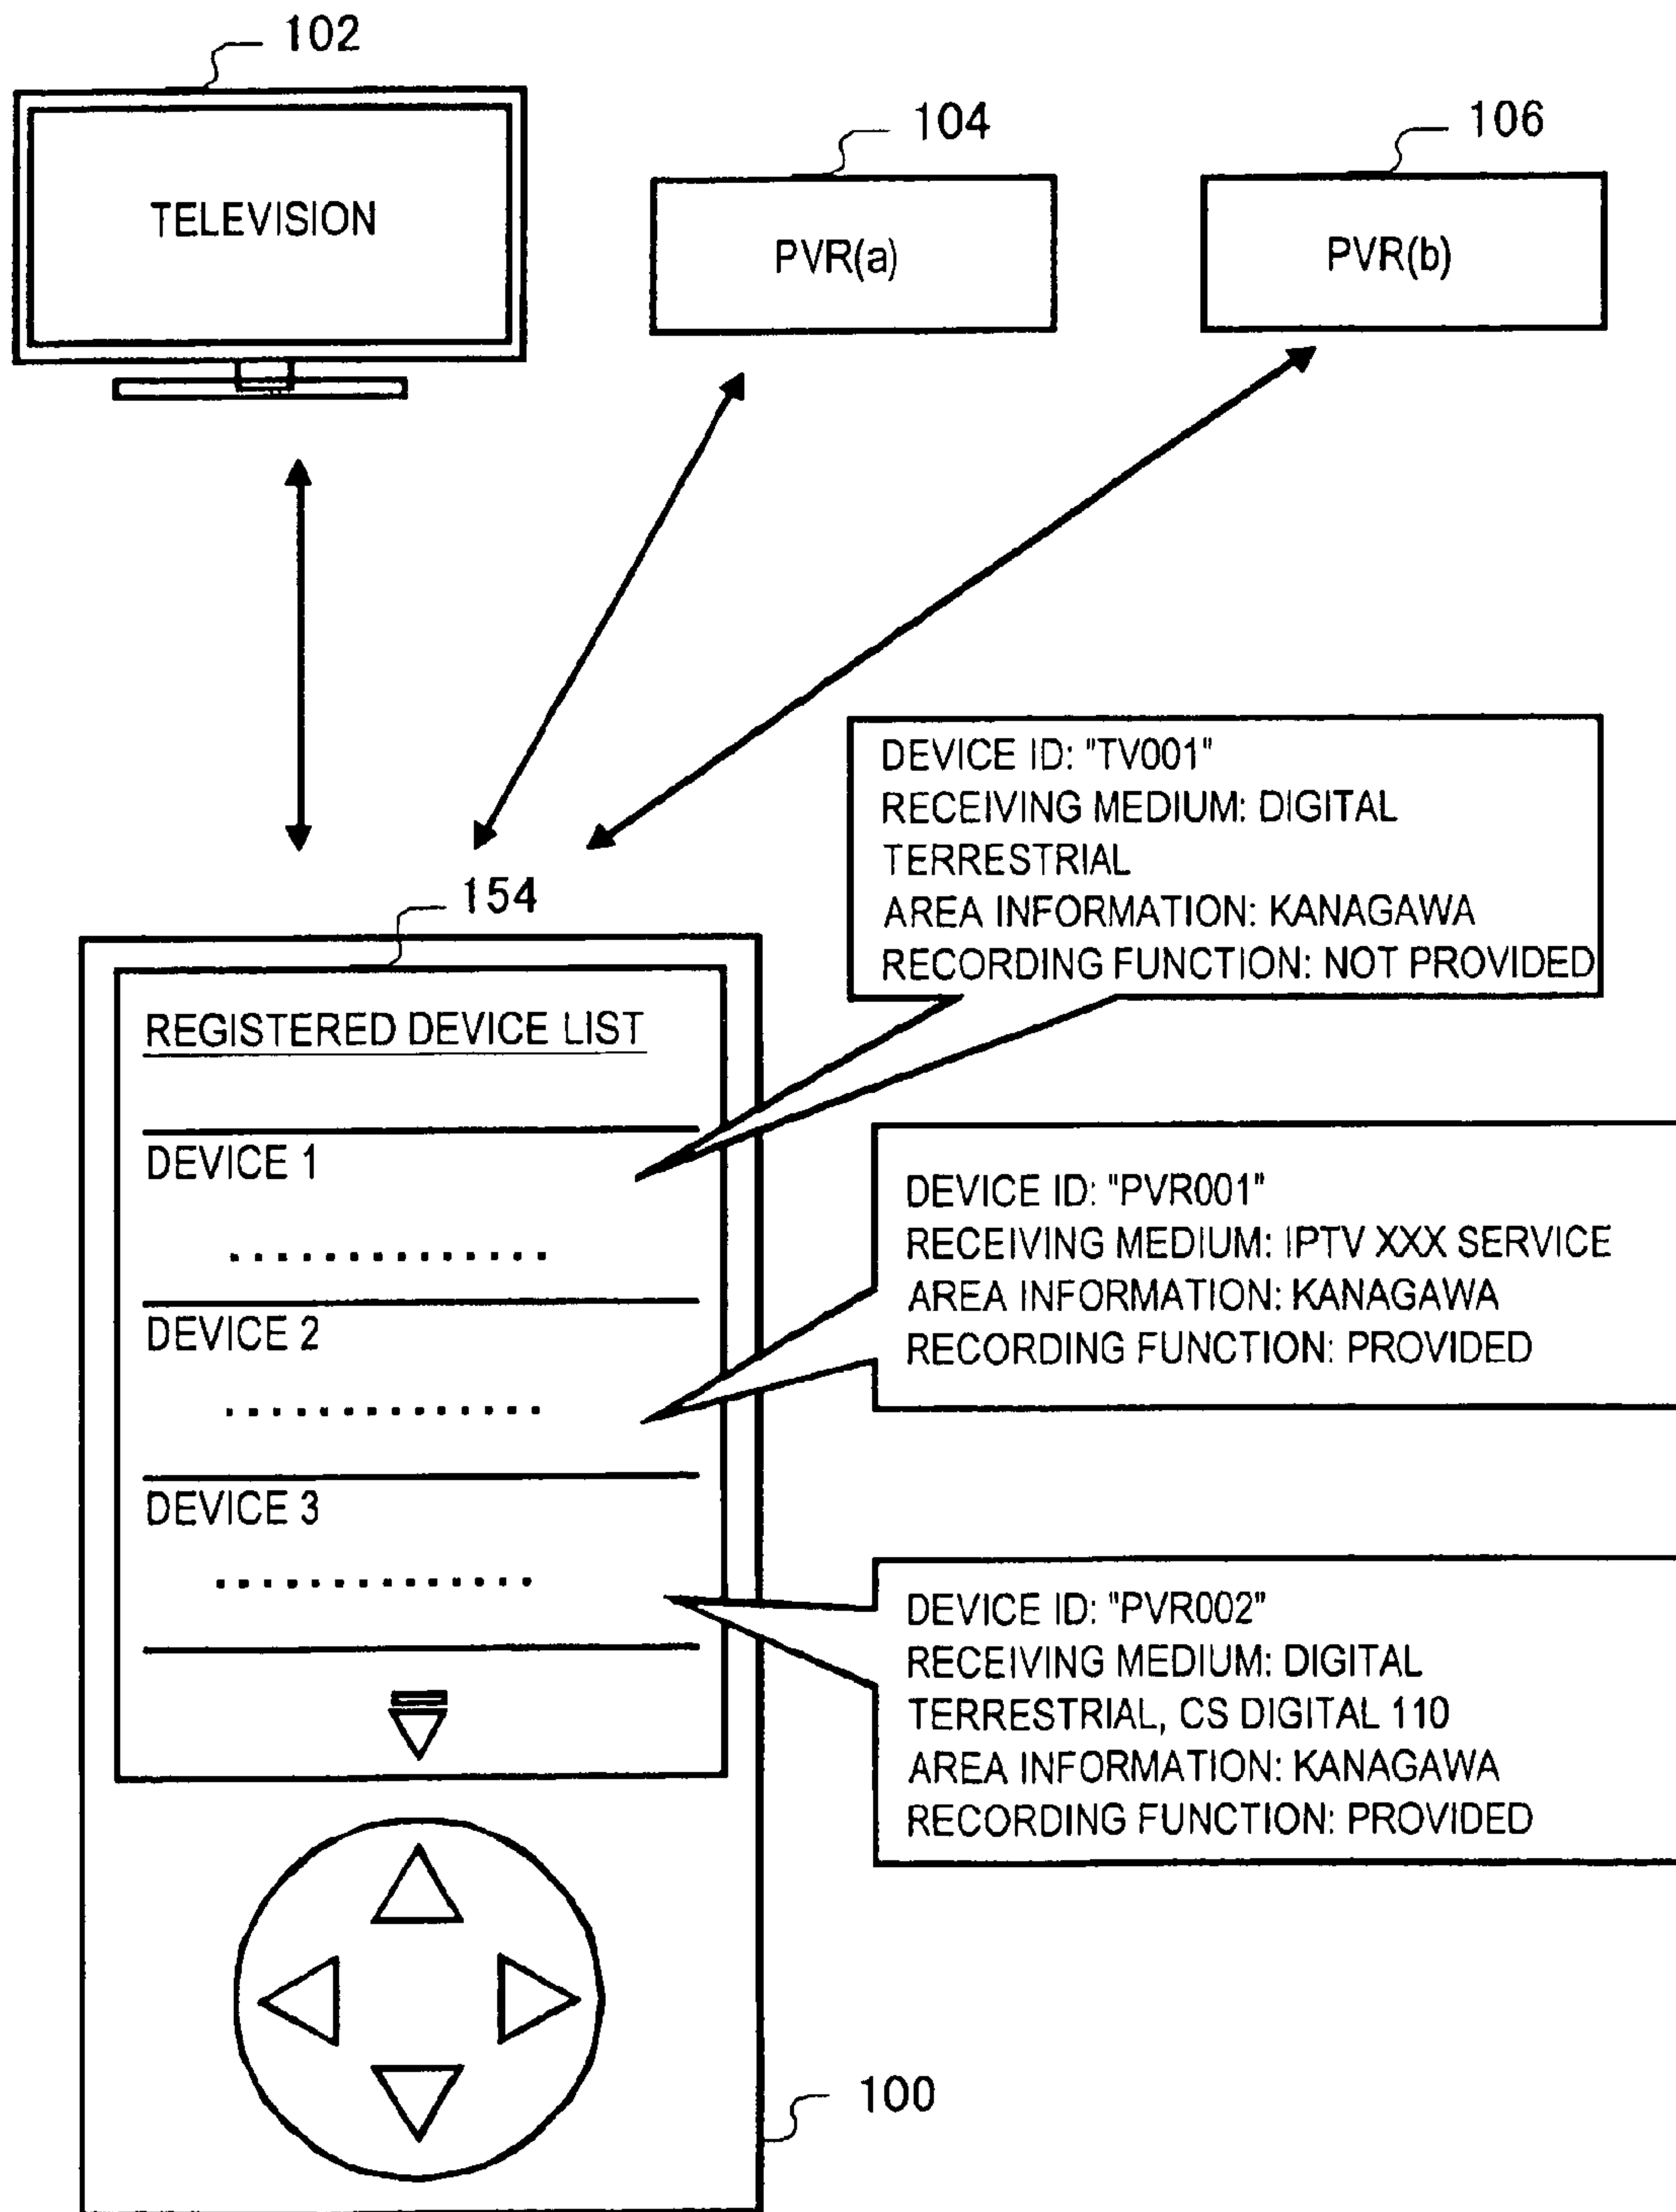 102
104
106
TELEVISION
PVR(a)
PVR(b)
DEVICE ID: "TV001"
RECEIVING MEDIUM: DIGITAL
TERRESTRIAL
AREA INFORMATION: KANAGAWA
RECORDING FUNCTION: NOT PROVIDED
154
REGISTERED DEVICE LIST
DEVICE 1
..............
DEVICE ID: "PVR001"
RECEIVING MEDIUM: IPTV XXX SERVICE
AREA INFORMATION: KANAGAWA
RECORDING FUNCTION: PROVIDED
DEVICE 2
..............
DEVICE 3
..............
DEVICE ID: "PVR002"
RECEIVING MEDIUM: DIGITAL
TERRESTRIAL, CS DIGITAL 110
AREA INFORMATION: KANAGAWA
RECORDING FUNCTION: PROVIDED
100